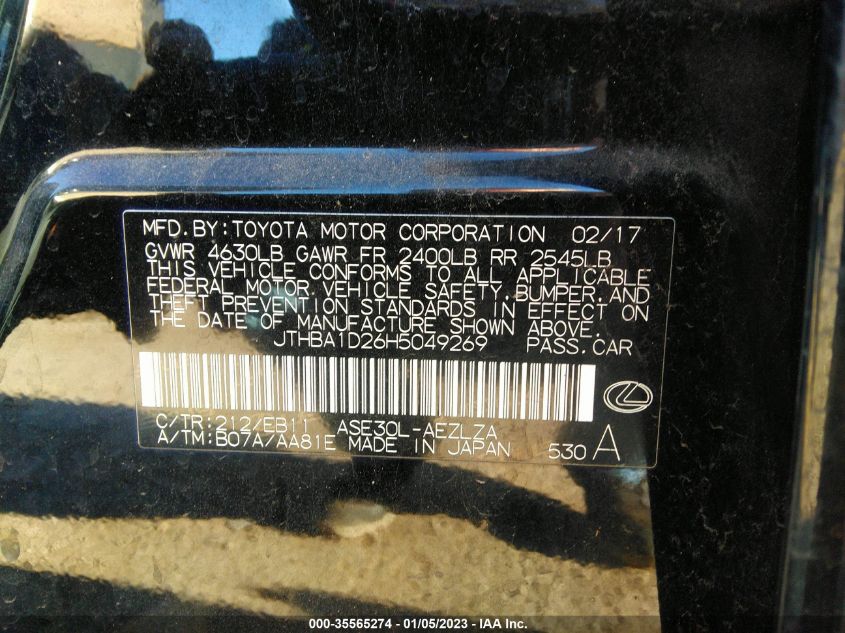 MFD.BY:TOYOTA MOTOR CORPORATION 02/17
GVWR 4630LB GAWR FR 2400LB RR 2545LB
THIS VEHICLE CONFORMS TO ALL APPLICABLE
FEDERAL MOTOR VEHICLE SAFETY,BUMPER,AND
THEFT PREVENTION STANDARDS IN EFFECT ON
THE DATE OF MANUFACTURE SHOWN ABOVE.
JTHBA1D26H5049269 PASS.CAR
C/TR:212/EB11 ASE30L-AEZLZA
A/TM:B07A/AA81E MADE IN JAPAN 530 A
000-35565274 | 01/05/2023 | IAA Inc.